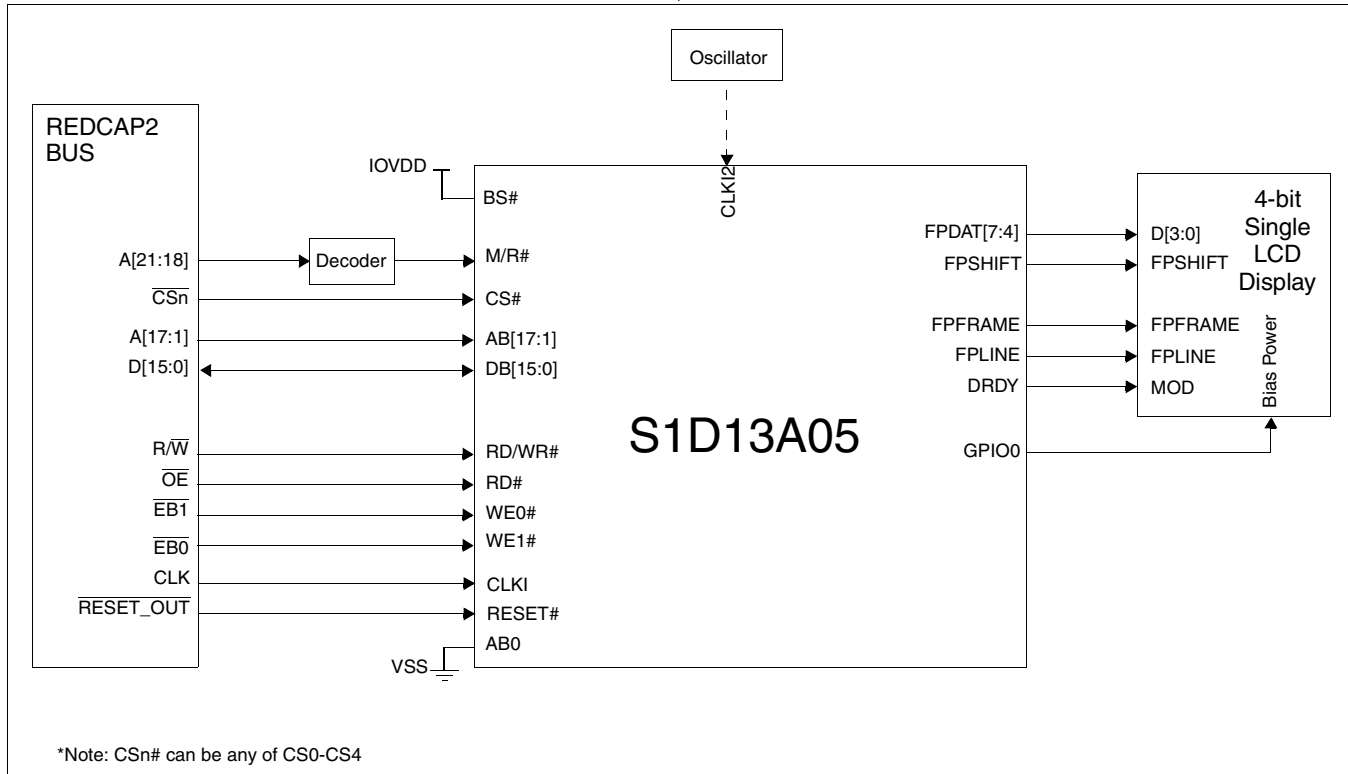 Oscillator
REDCAP2
BUS
IOVDD
BS#
CLKI2
4-bit
Single
LCD
Display
FPDAT[7:4]
D[3:0]
A[21:18]
Decoder
M/R#
FPSHIFT
FPSHIFT
CSn
CS#
A[17:1]
AB[17:1]
FPFRAME
FPFRAME
D[15:0]
DB[15:0]
FPLINE
FPLINE
DRDY
MOD
Bias Power
S1D13A05
R/W
RD/WR#
GPIO0
OE
RD#
EB1
WE0#
EB0
WE1#
CLK
CLKI
RESET_OUT
RESET#
AB0
VSS
*Note: CSn# can be any of CS0-CS4